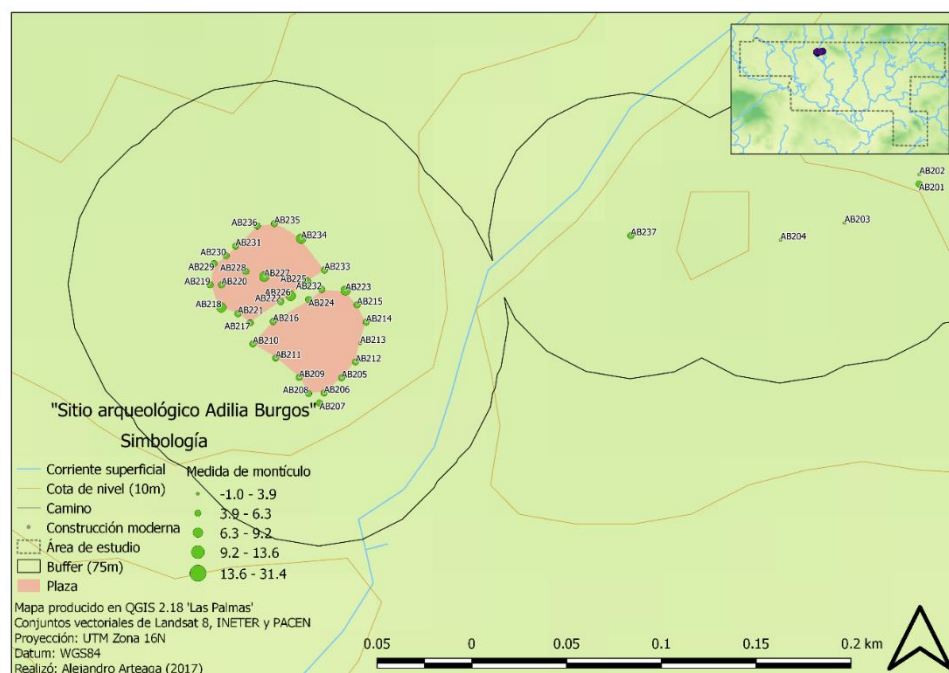 AB202
AB201
AB203
AB204
AB237
AB236
AB235
AB234
AB231
AB230
AB229
AB228
AB227
AB233
AB225
AB219
AB220
AB226
AB232
AB223
AB222
AB224
AB215
AB218
AB221
AB217
AB216
AB214
AB210
AB213
AB211
AB212
AB209
AB205
AB208
AB206
AB207
"Sitio arqueológico Adilia Burgos"
Simbología
Corriente superficial
Cota de nivel (10m)
Camino
Construcción moderna
Área de estudio
Buffer (75m)
Plaza
Medida de montículo
-1.0 - 3.9
3.9 - 6.3
6.3 - 9.2
9.2 - 13.6
13.6 - 31.4
Mapa producido en QGIS 2.18 'Las Palmas'
Conjuntos vectoriales de Landsat 8, INETER y PACEN
Proyección: UTM Zona 16N
Datum: WGS84
Realizó: Alejandro Arteaga (2017)
0.05 0 0.05 0.1 0.15 0.2 km